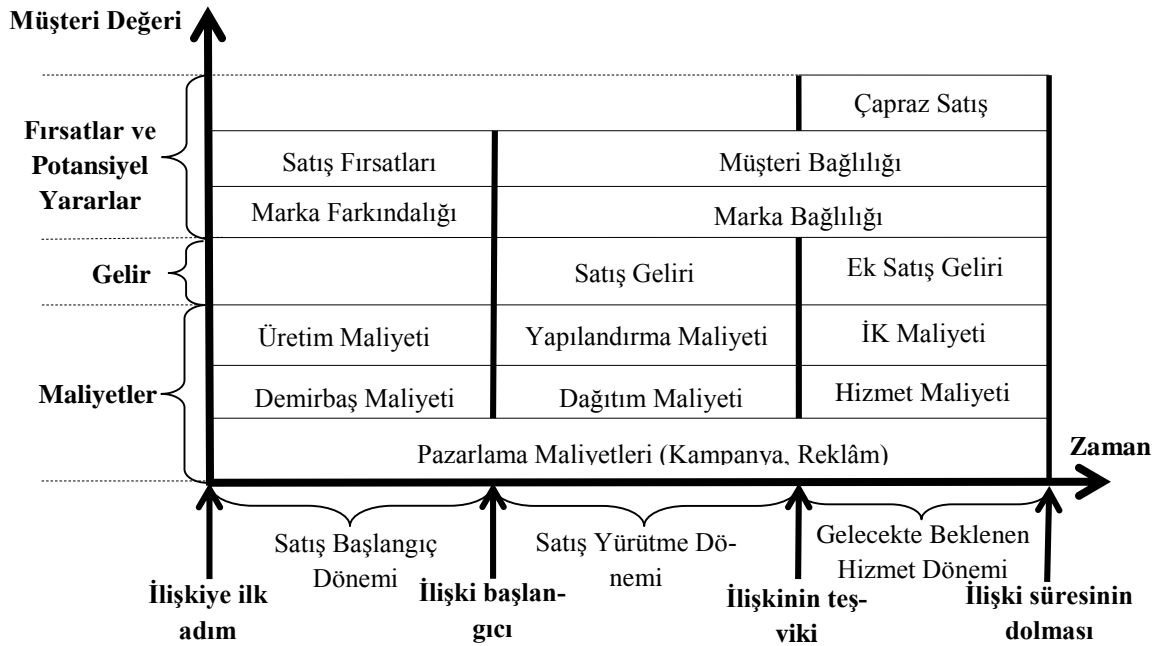 Müşteri Değeri
Çapraz Satış
Fırsatlar ve
Potansiyel
Yararlar
Satış Fırsatları
Müşteri Bağlılığı
Marka Farkındalığı
Marka Bağlılığı
Gelir
Satış Geliri
Ek Satış Geliri
Maliyetler
Üretim Maliyeti
Yapılandırma Maliyeti
İK Maliyeti
Demirbaş Maliyeti
Dağıtım Maliyeti
Hizmet Maliyeti
Pazarlama Maliyetleri (Kampanya, Reklâm)
Zaman
Satış Başlangıç
Dönemi
Satış Yürütme Dö-
nemi
Gelecekte Beklenen
Hizmet Dönemi
İlişkiye ilk
adım
İlişki başlan-
gıcı
İlişkinin teş-
viki
İlişki süresinin
dolması